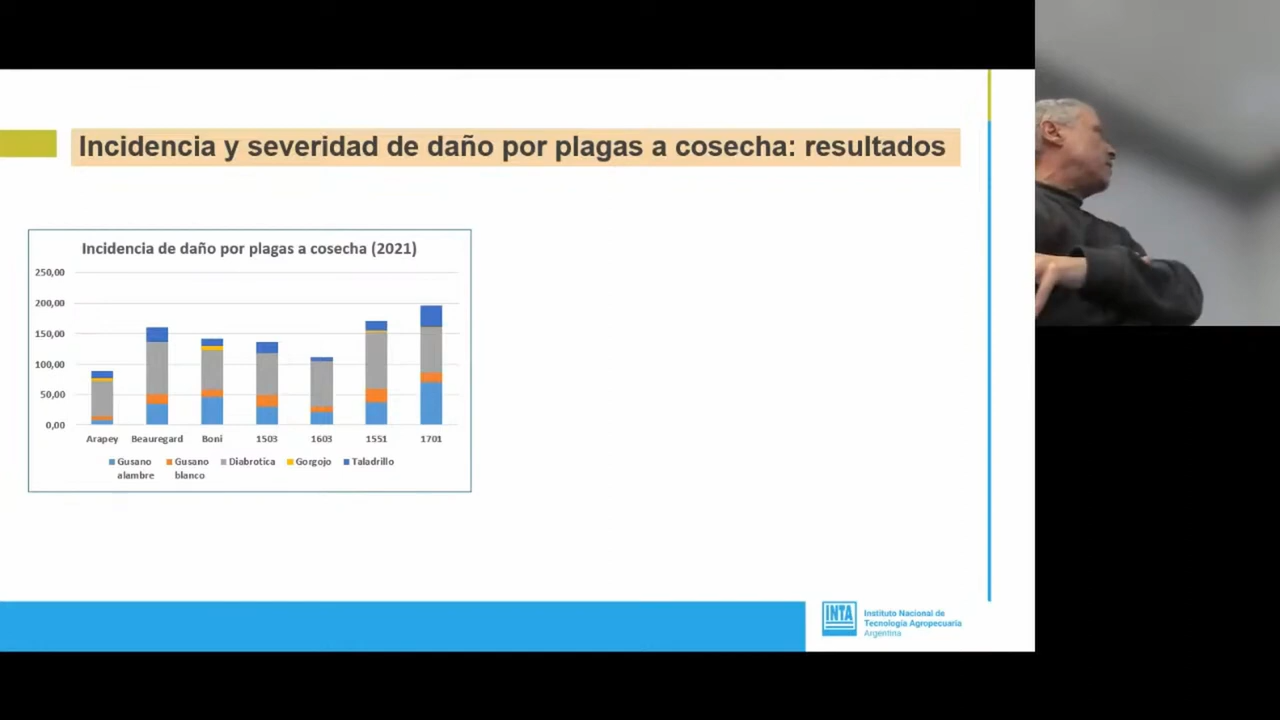 Incidencia y severidad de daño por plagas a cosecha: resultados
Incidencia de daño por plagas a cosecha (2021)
250,00
200,00
150,00
100,00
50,00
0,00
Arapey Beauregard Boni 1503 1603 1551 1701
Gusano alambre Gusano blanco Diabrotica Gorgojo Taladrillo
INTA
Instituto Nacional de
Tecnología Agropecuaria
Argentina